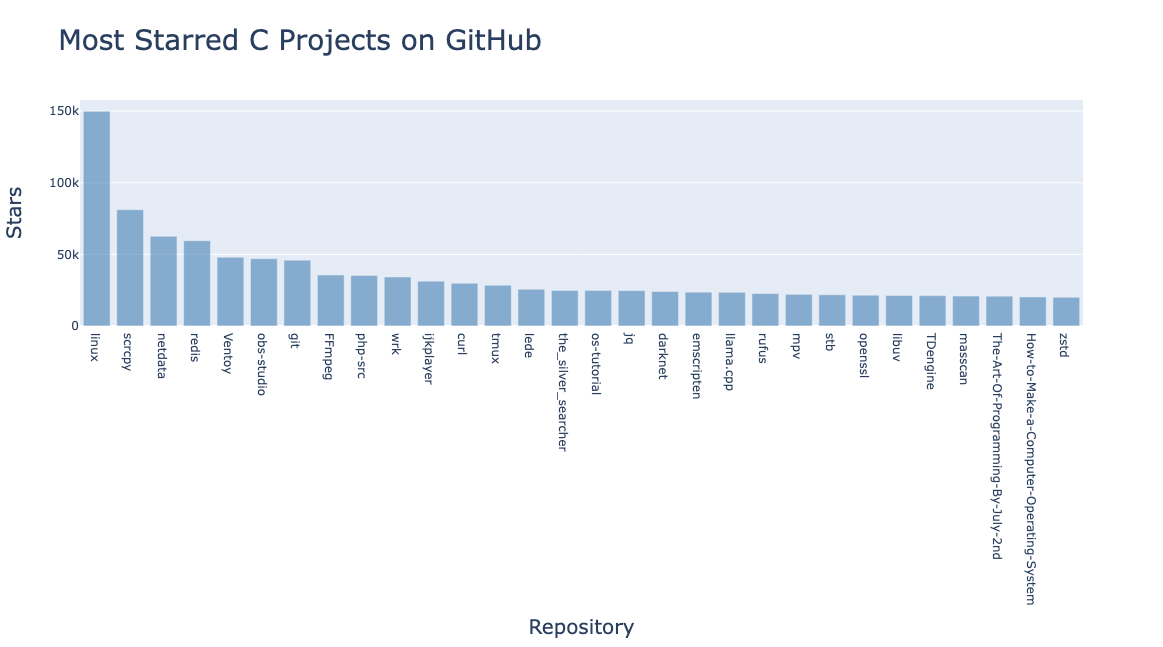 Most Starred C Projects on GitHub
Stars
150k
100k
50k
0
linux
scrcpy
netdata
redis
Ventoy
obs-studio
git
FFmpeg
php-src
wrk
ijkplayer
curl
tmux
lede
the_silver_searcher
os-tutorial
jq
darknet
emscripten
llama.cpp
rufus
mpv
stb
openssl
libuv
TDengine
masscan
The-Art-Of-Programming-By-July-2nd
How-to-Make-a-Computer-Operating-System
zstd
Repository